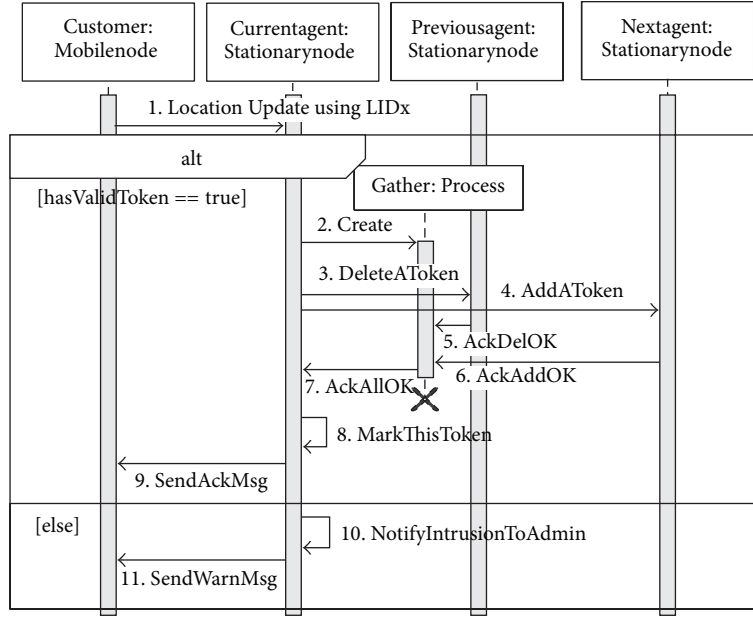 Customer:
Mobilenode
Currentagent:
Stationarynode
Previousagent:
Stationarynode
Nextagent:
Stationarynode
1. Location Update using LIDx
alt
[hasValidToken == true]
Gather: Process
2. Create
3. DeleteAToken
4. AddAToken
5. AckDelOK
6. AckAddOK
7. AckAllOK
8. MarkThisToken
9. SendAckMsg
[else]
10. NotifyIntrusionToAdmin
11. SendWarnMsg